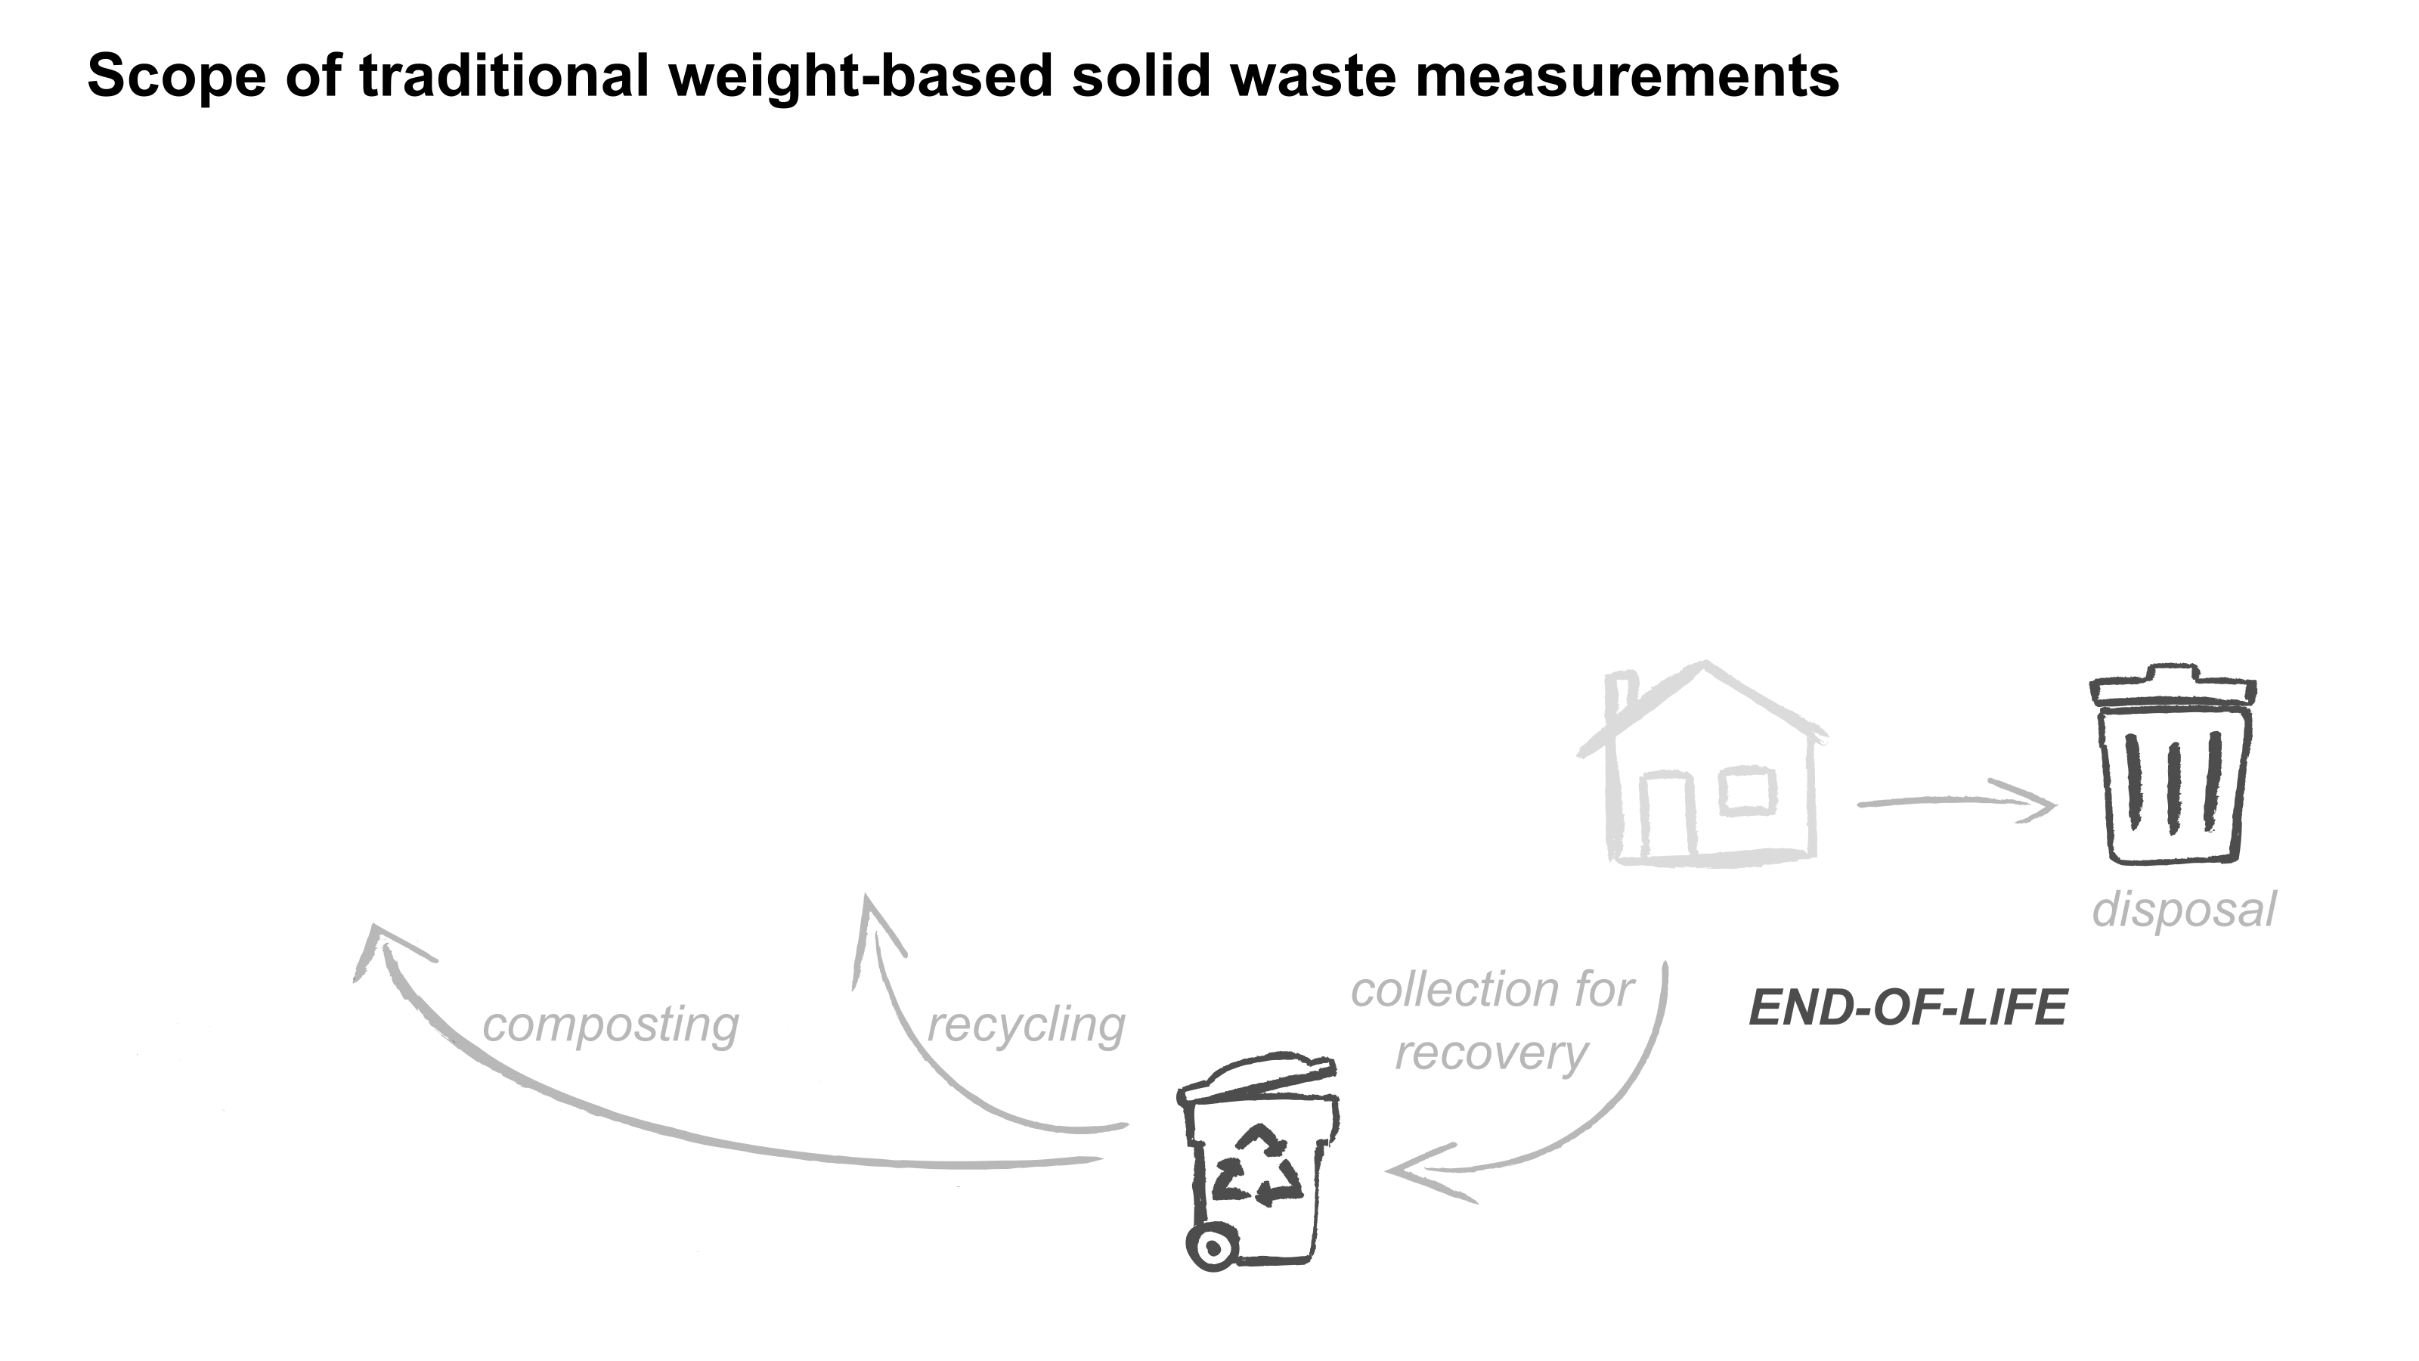 Scope of traditional weight-based solid waste measurements
disposal
collection for
recovery
END-OF-LIFE
composting
recycling